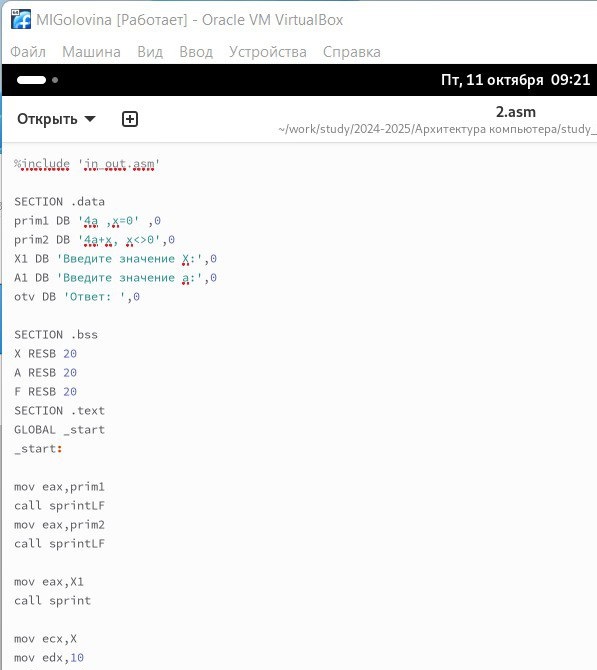 MIGolovina [Работает] - Oracle VM VirtualBox
Файл Машина Вид Ввод Устройства Справка
Пт, 11 октября 09:21
Открыть
2.asm
~/work/study/2024-2025/Архитектура компьютера/study_
%include 'in_out.asm'
SECTION .data
prim1 DB '4a ,x=0' ,0
prim2 DB '4a+x, x<>0',0
X1 DB 'Введите значение X:',0
A1 DB 'Введите значение a:',0
otv DB 'Ответ: ',0
SECTION .bss
X RESB 20
A RESB 20
F RESB 20
SECTION .text
GLOBAL _start
_start:
mov eax,prim1
call sprintLF
mov eax,prim2
call sprintLF
mov eax,X1
call sprint
mov ecx,X
mov edx,10